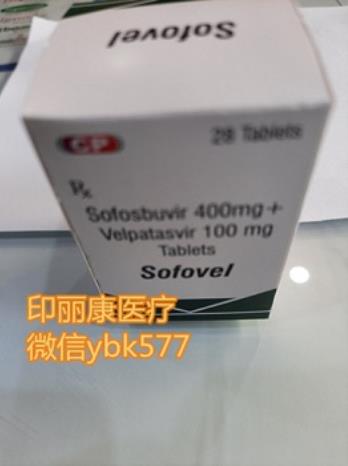 Sofovel
CP
28 Tablets
Rx
Sofosbuvir 400mg +
Velpatasvir 100 mg
Tablets
Sofovel
印丽康医疗
微信ybk577